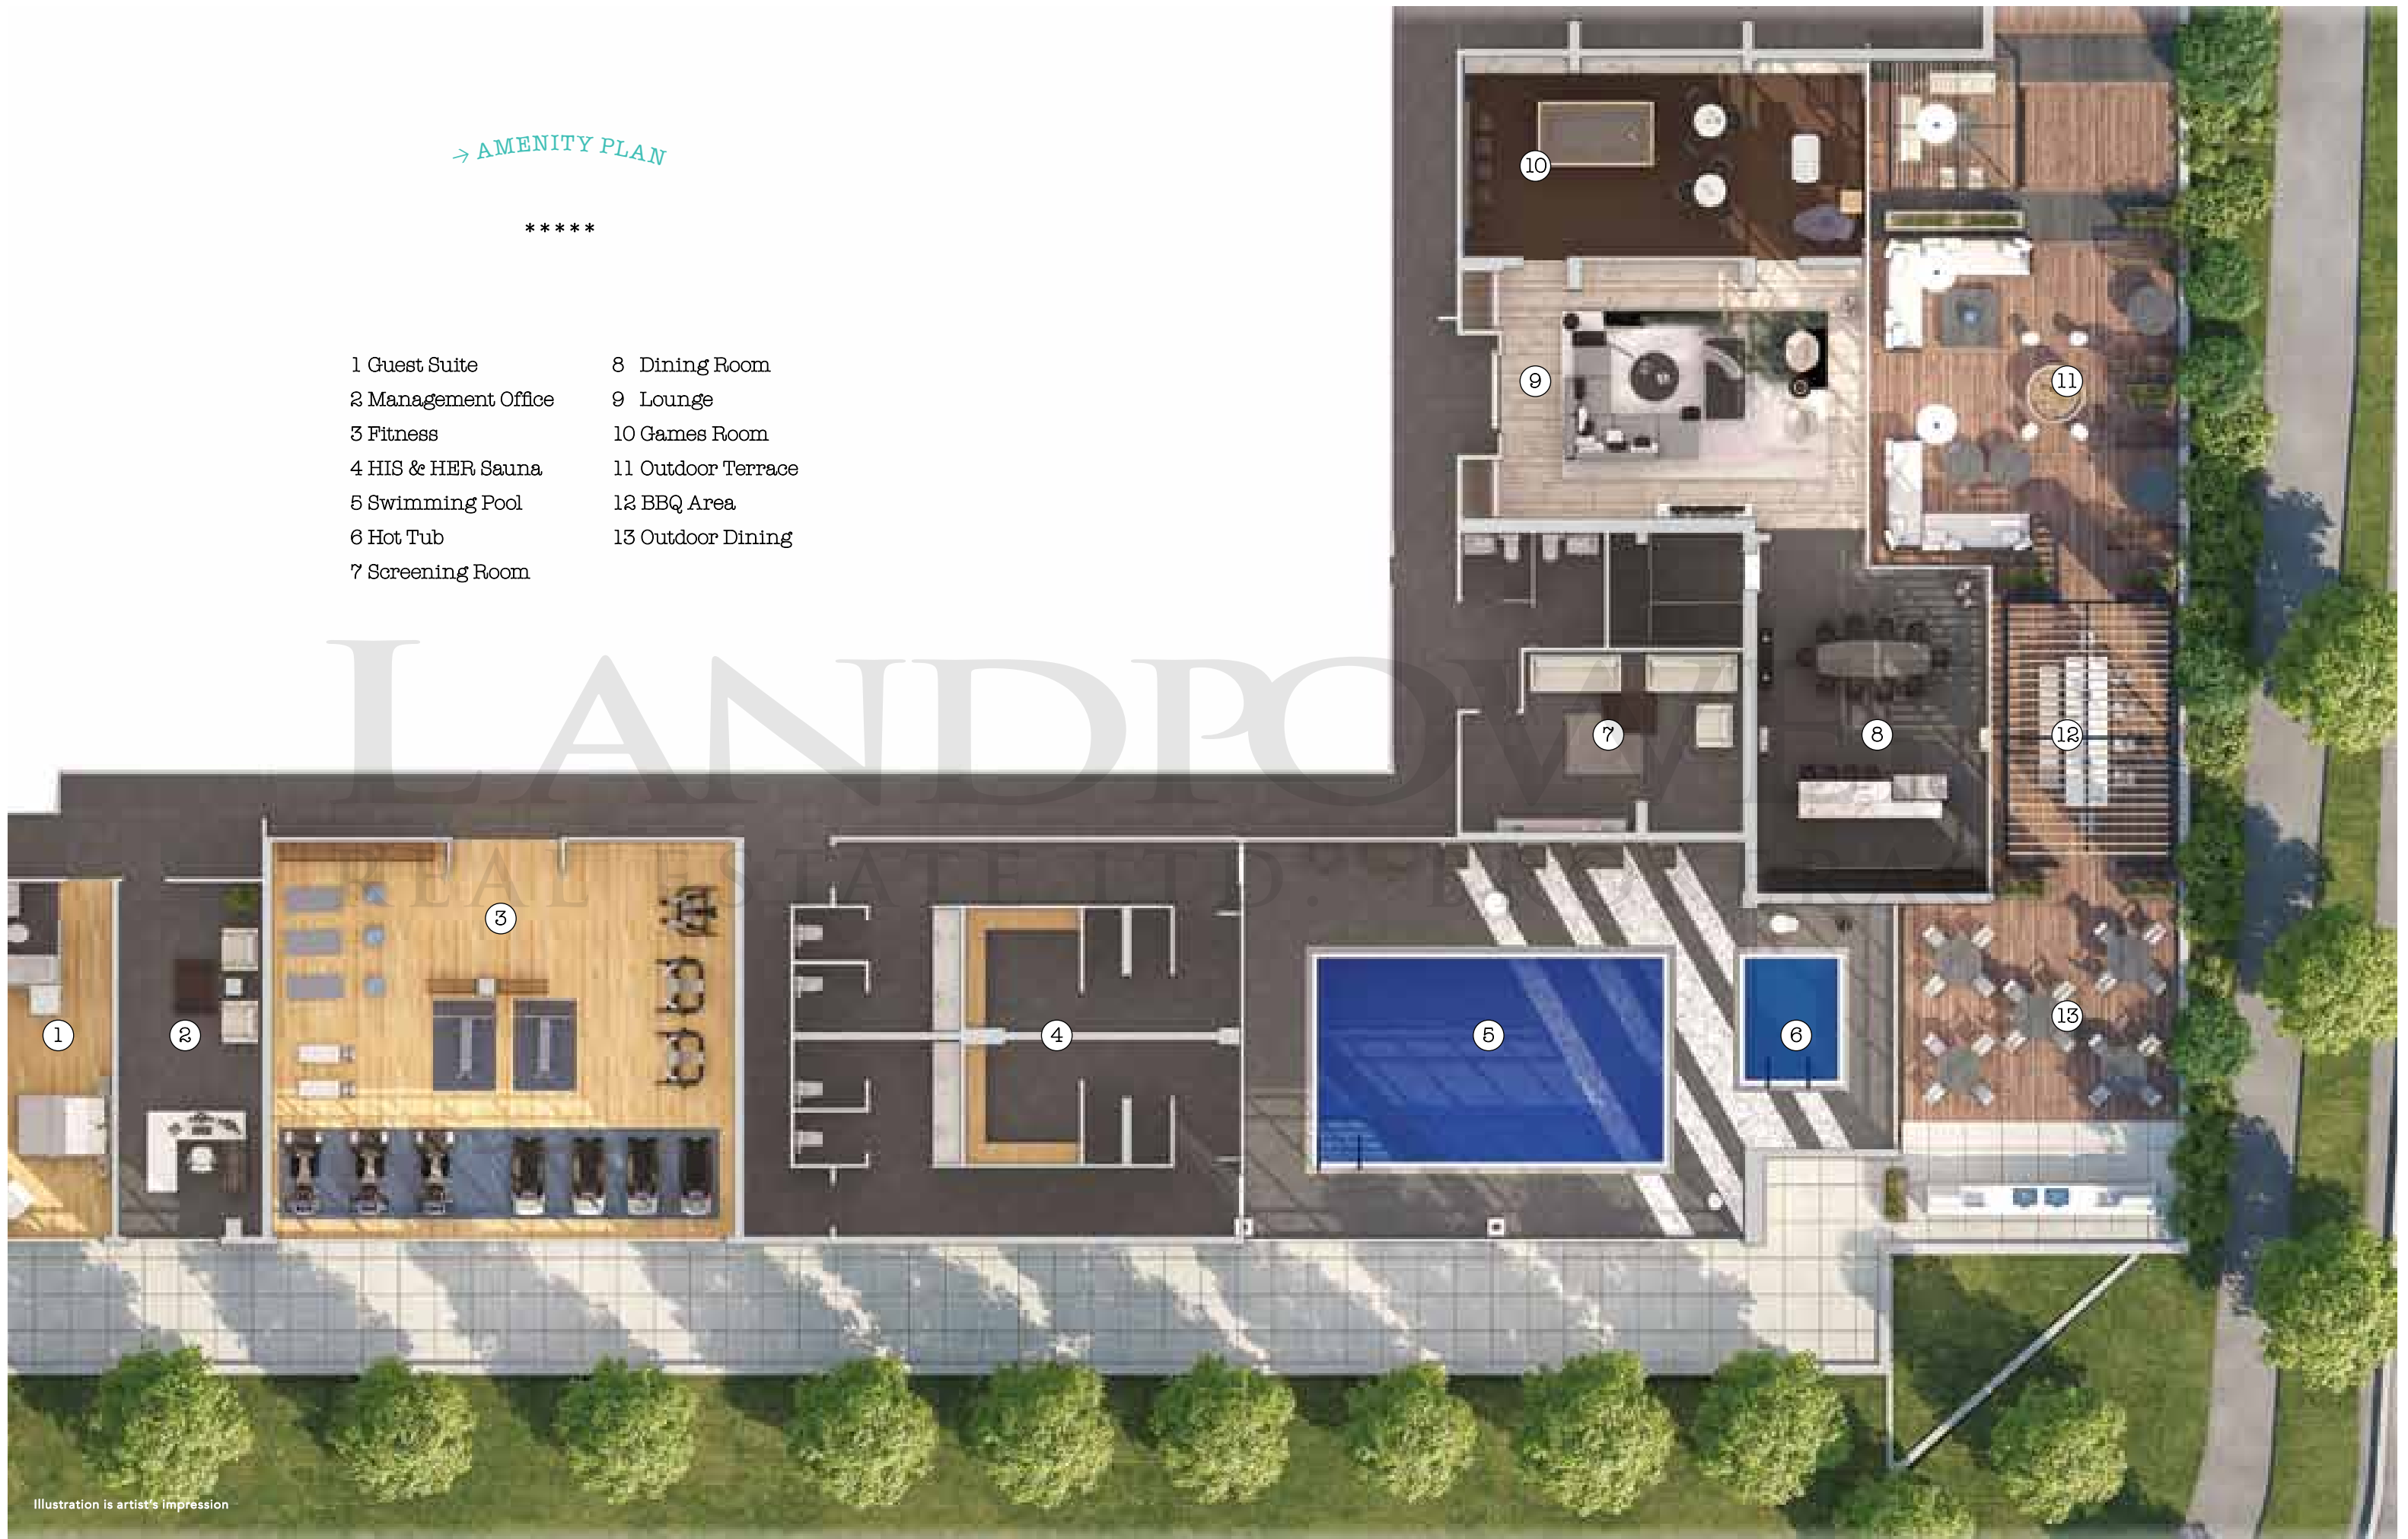 → AMENITY PLAN
*****
1 Guest Suite
2 Management Office
3 Fitness
4 HIS & HER Sauna
5 Swimming Pool
6 Hot Tub
7 Screening Room
8 Dining Room
9 Lounge
10 Games Room
11 Outdoor Terrace
12 BBQ Area
13 Outdoor Dining
10
9
11
LANDPOWER
7
8
12
REAL ESTATE LTD.
3
13
1
2
4
5
6
Illustration is artist's impression